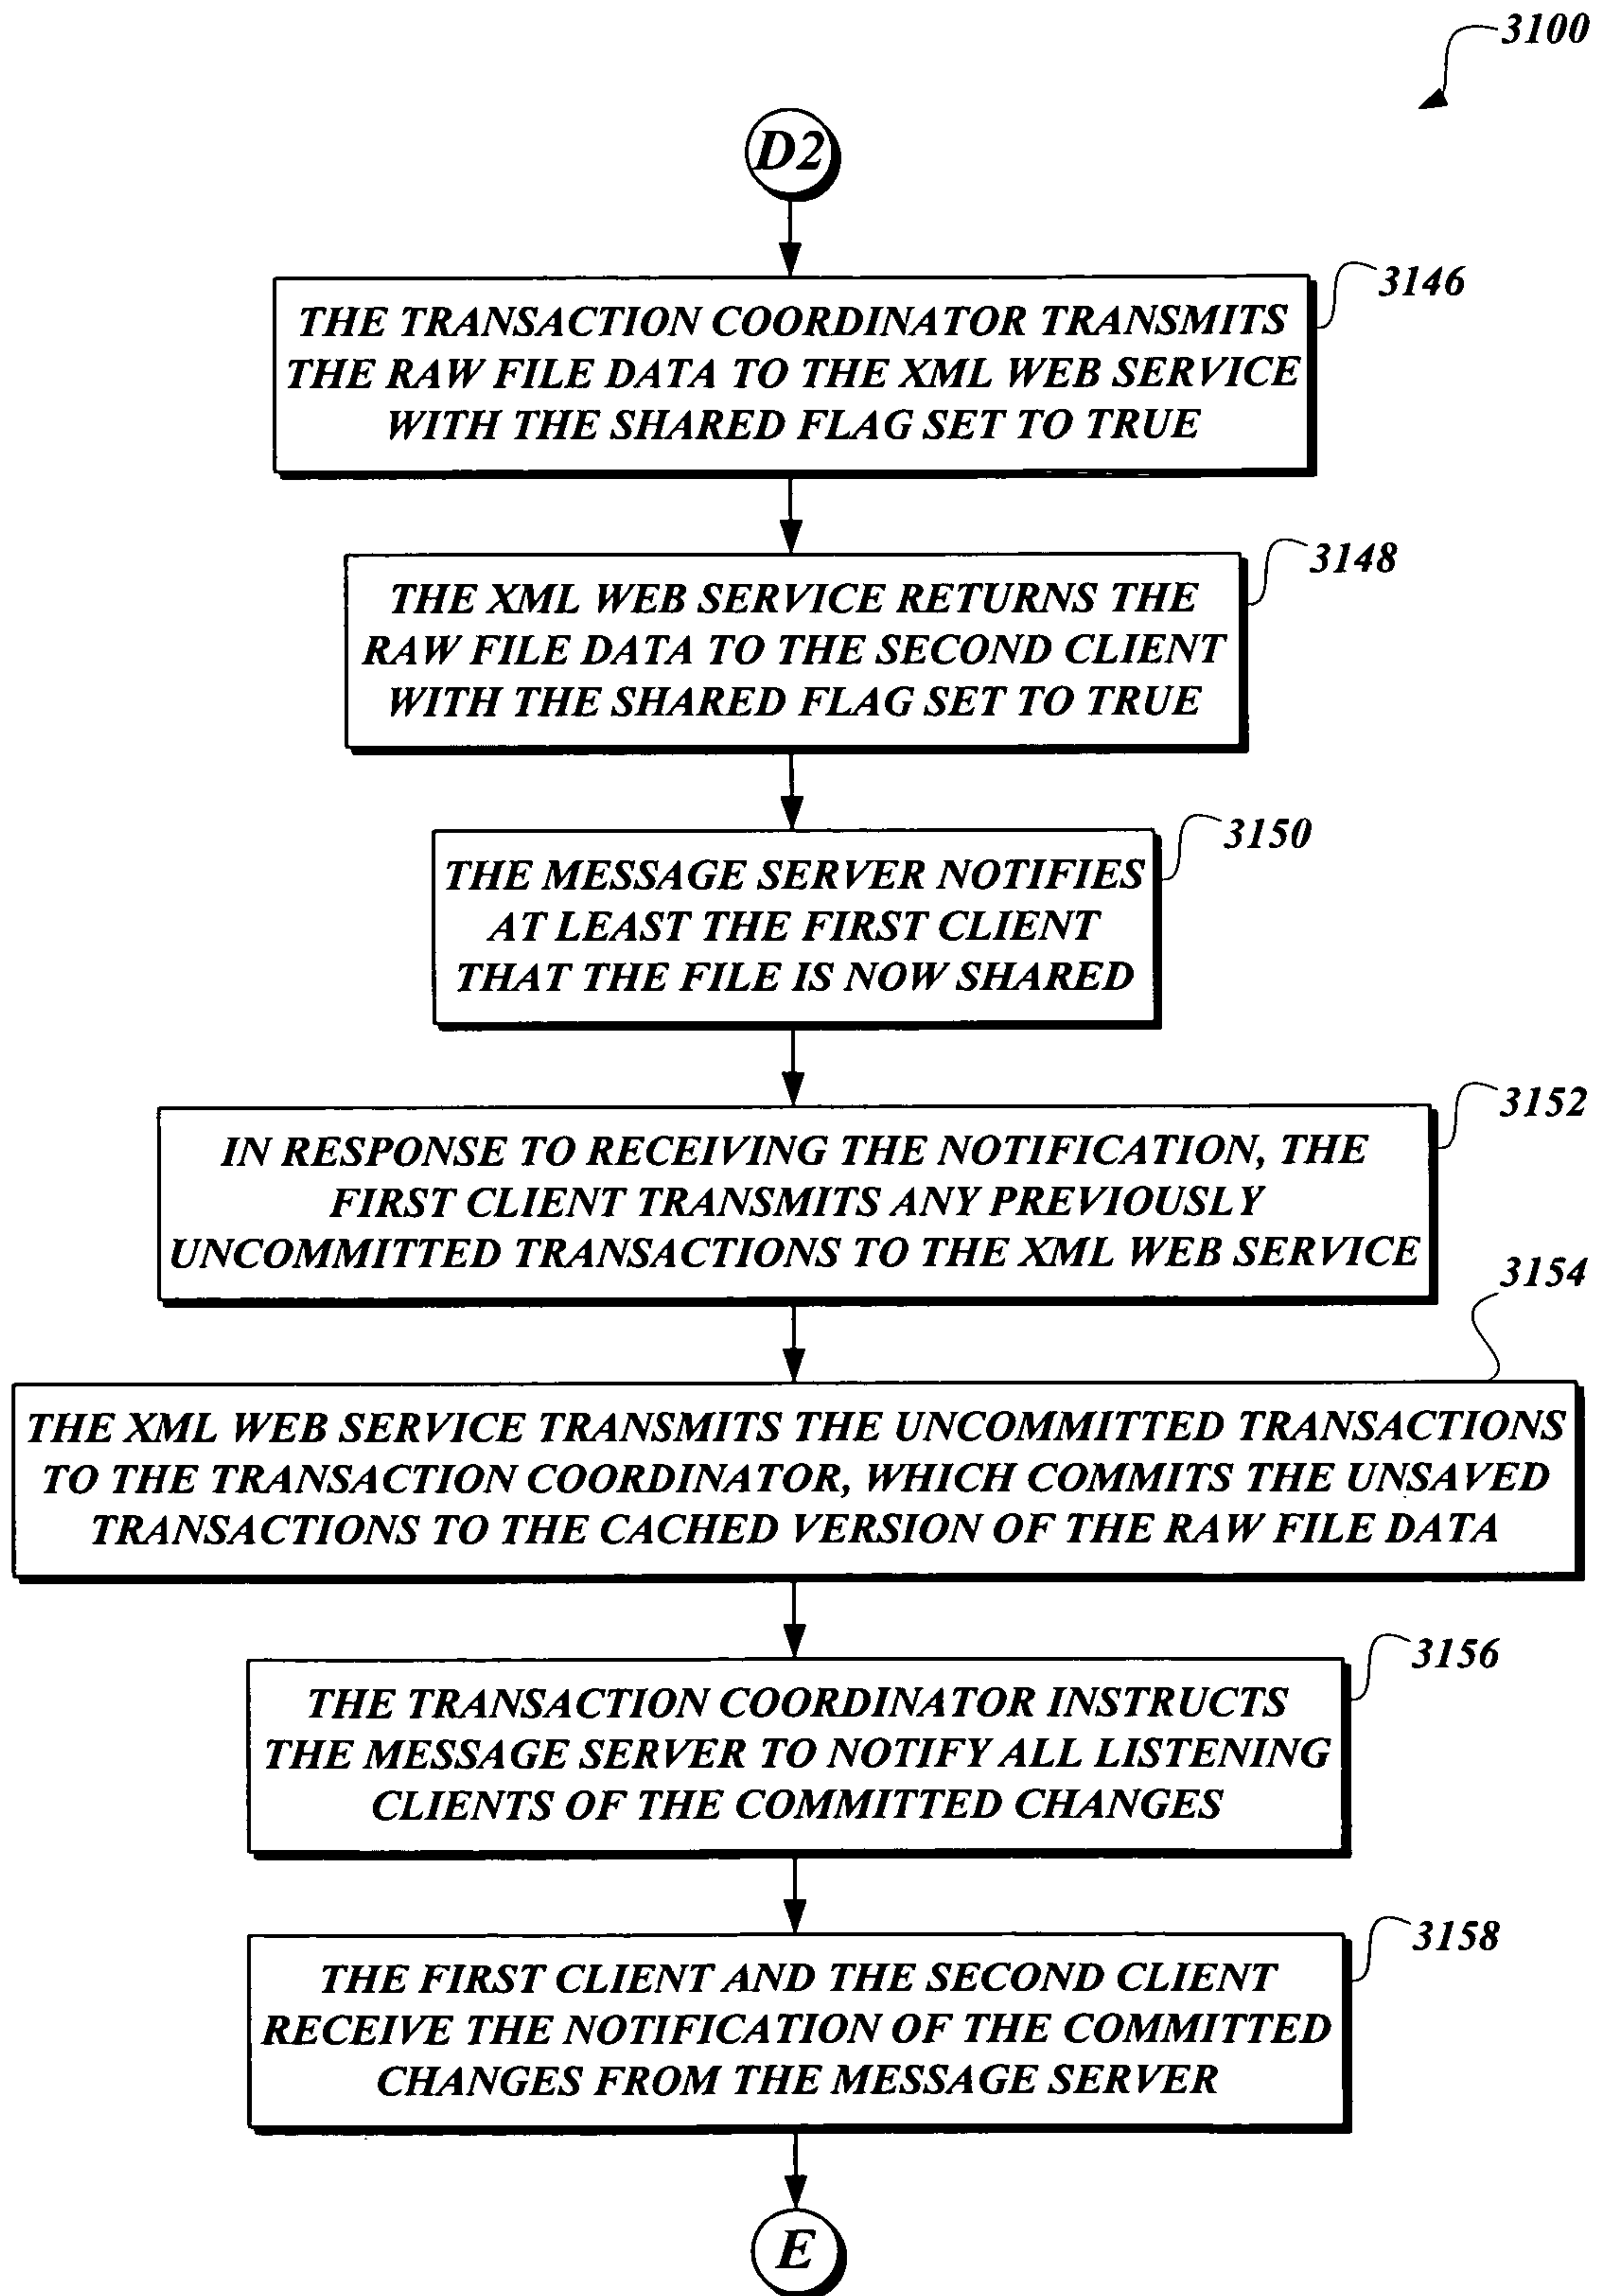 3100
D2
3146
THE TRANSACTION COORDINATOR TRANSMITS
THE RAW FILE DATA TO THE XML WEB SERVICE
WITH THE SHARED FLAG SET TO TRUE
3148
THE XML WEB SERVICE RETURNS THE
RAW FILE DATA TO THE SECOND CLIENT
WITH THE SHARED FLAG SET TO TRUE
3150
THE MESSAGE SERVER NOTIFIES
AT LEAST THE FIRST CLIENT
THAT THE FILE IS NOW SHARED
3152
IN RESPONSE TO RECEIVING THE NOTIFICATION, THE
FIRST CLIENT TRANSMITS ANY PREVIOUSLY
UNCOMMITTED TRANSACTIONS TO THE XML WEB SERVICE
3154
THE XML WEB SERVICE TRANSMITS THE UNCOMMITTED TRANSACTIONS
TO THE TRANSACTION COORDINATOR, WHICH COMMITS THE UNSAVED
TRANSACTIONS TO THE CACHED VERSION OF THE RAW FILE DATA
3156
THE TRANSACTION COORDINATOR INSTRUCTS
THE MESSAGE SERVER TO NOTIFY ALL LISTENING
CLIENTS OF THE COMMITTED CHANGES
3158
THE FIRST CLIENT AND THE SECOND CLIENT
RECEIVE THE NOTIFICATION OF THE COMMITTED
CHANGES FROM THE MESSAGE SERVER
E